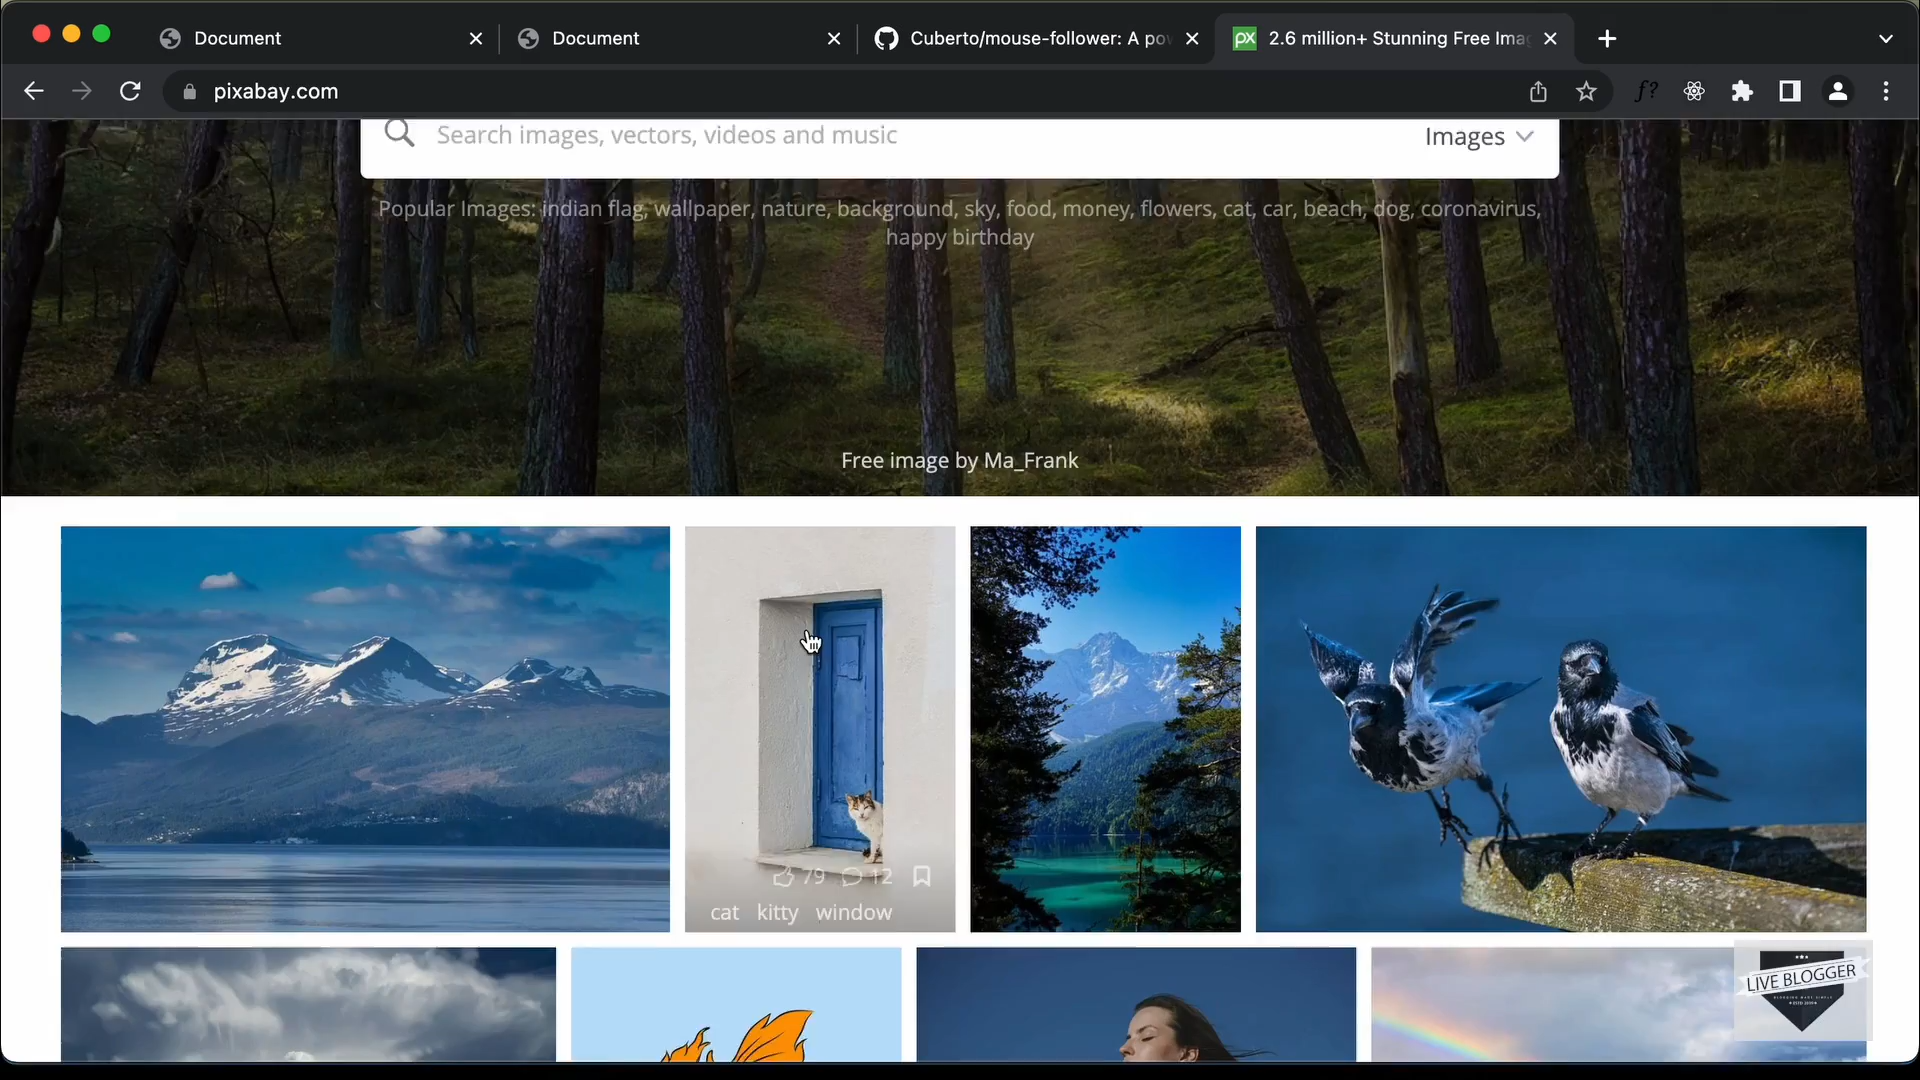 Document
Document
Cuberto/mouse-follower: A pov
px 2.6 million+ Stunning Free Ima
pixabay.com
f?
Search images, vectors, videos and music
Images
Popular Images: indian flag, wallpaper, nature, background, sky, food, money, flowers, cat, car, beach, dog, coronavirus,
happy birthday
Free image by Ma_Frank
79 12
cat kitty window
LIVE BLOGGER